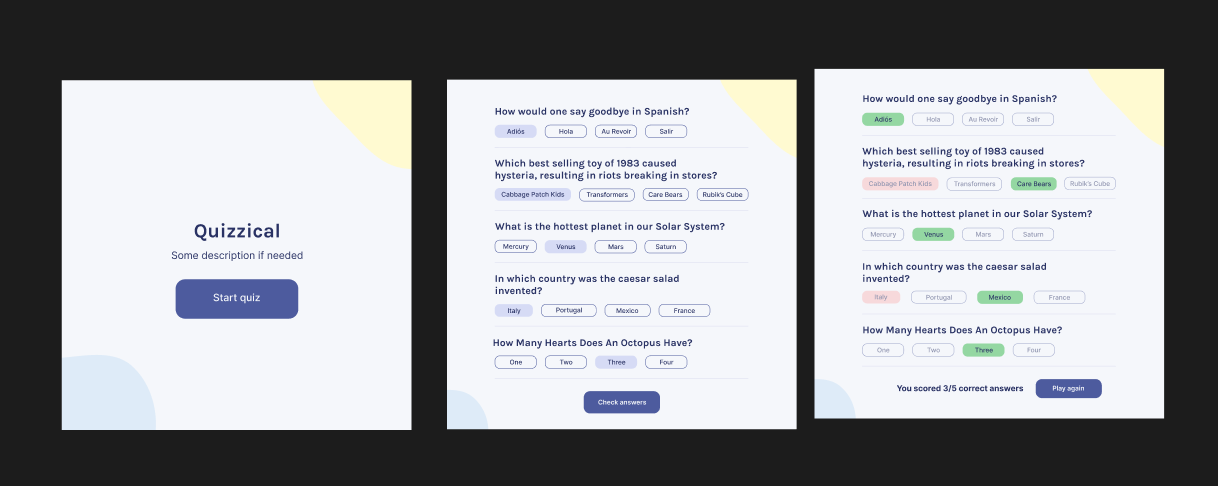 Quizzical
Some description if needed
Start quiz
How would one say goodbye in Spanish?
Adiós Hola Au Revoir Salir
Which best selling toy of 1983 caused
hysteria, resulting in riots breaking in stores?
Cabbage Patch Kids Transformers Care Bears Rubik's Cube
What is the hottest planet in our Solar System?
Mercury Venus Mars Saturn
In which country was the caesar salad
invented?
Italy Portugal Mexico France
How Many Hearts Does An Octopus Have?
One Two Three Four
Check answers
How would one say goodbye in Spanish?
Adiós Hola Au Revoir Salir
Which best selling toy of 1983 caused
hysteria, resulting in riots breaking in stores?
Cabbage Patch Kids Transformers Care Bears Rubik's Cube
What is the hottest planet in our Solar System?
Mercury Venus Mars Saturn
In which country was the caesar salad
invented?
Italy Portugal Mexico France
How Many Hearts Does An Octopus Have?
One Two Three Four
You scored 3/5 correct answers Play again